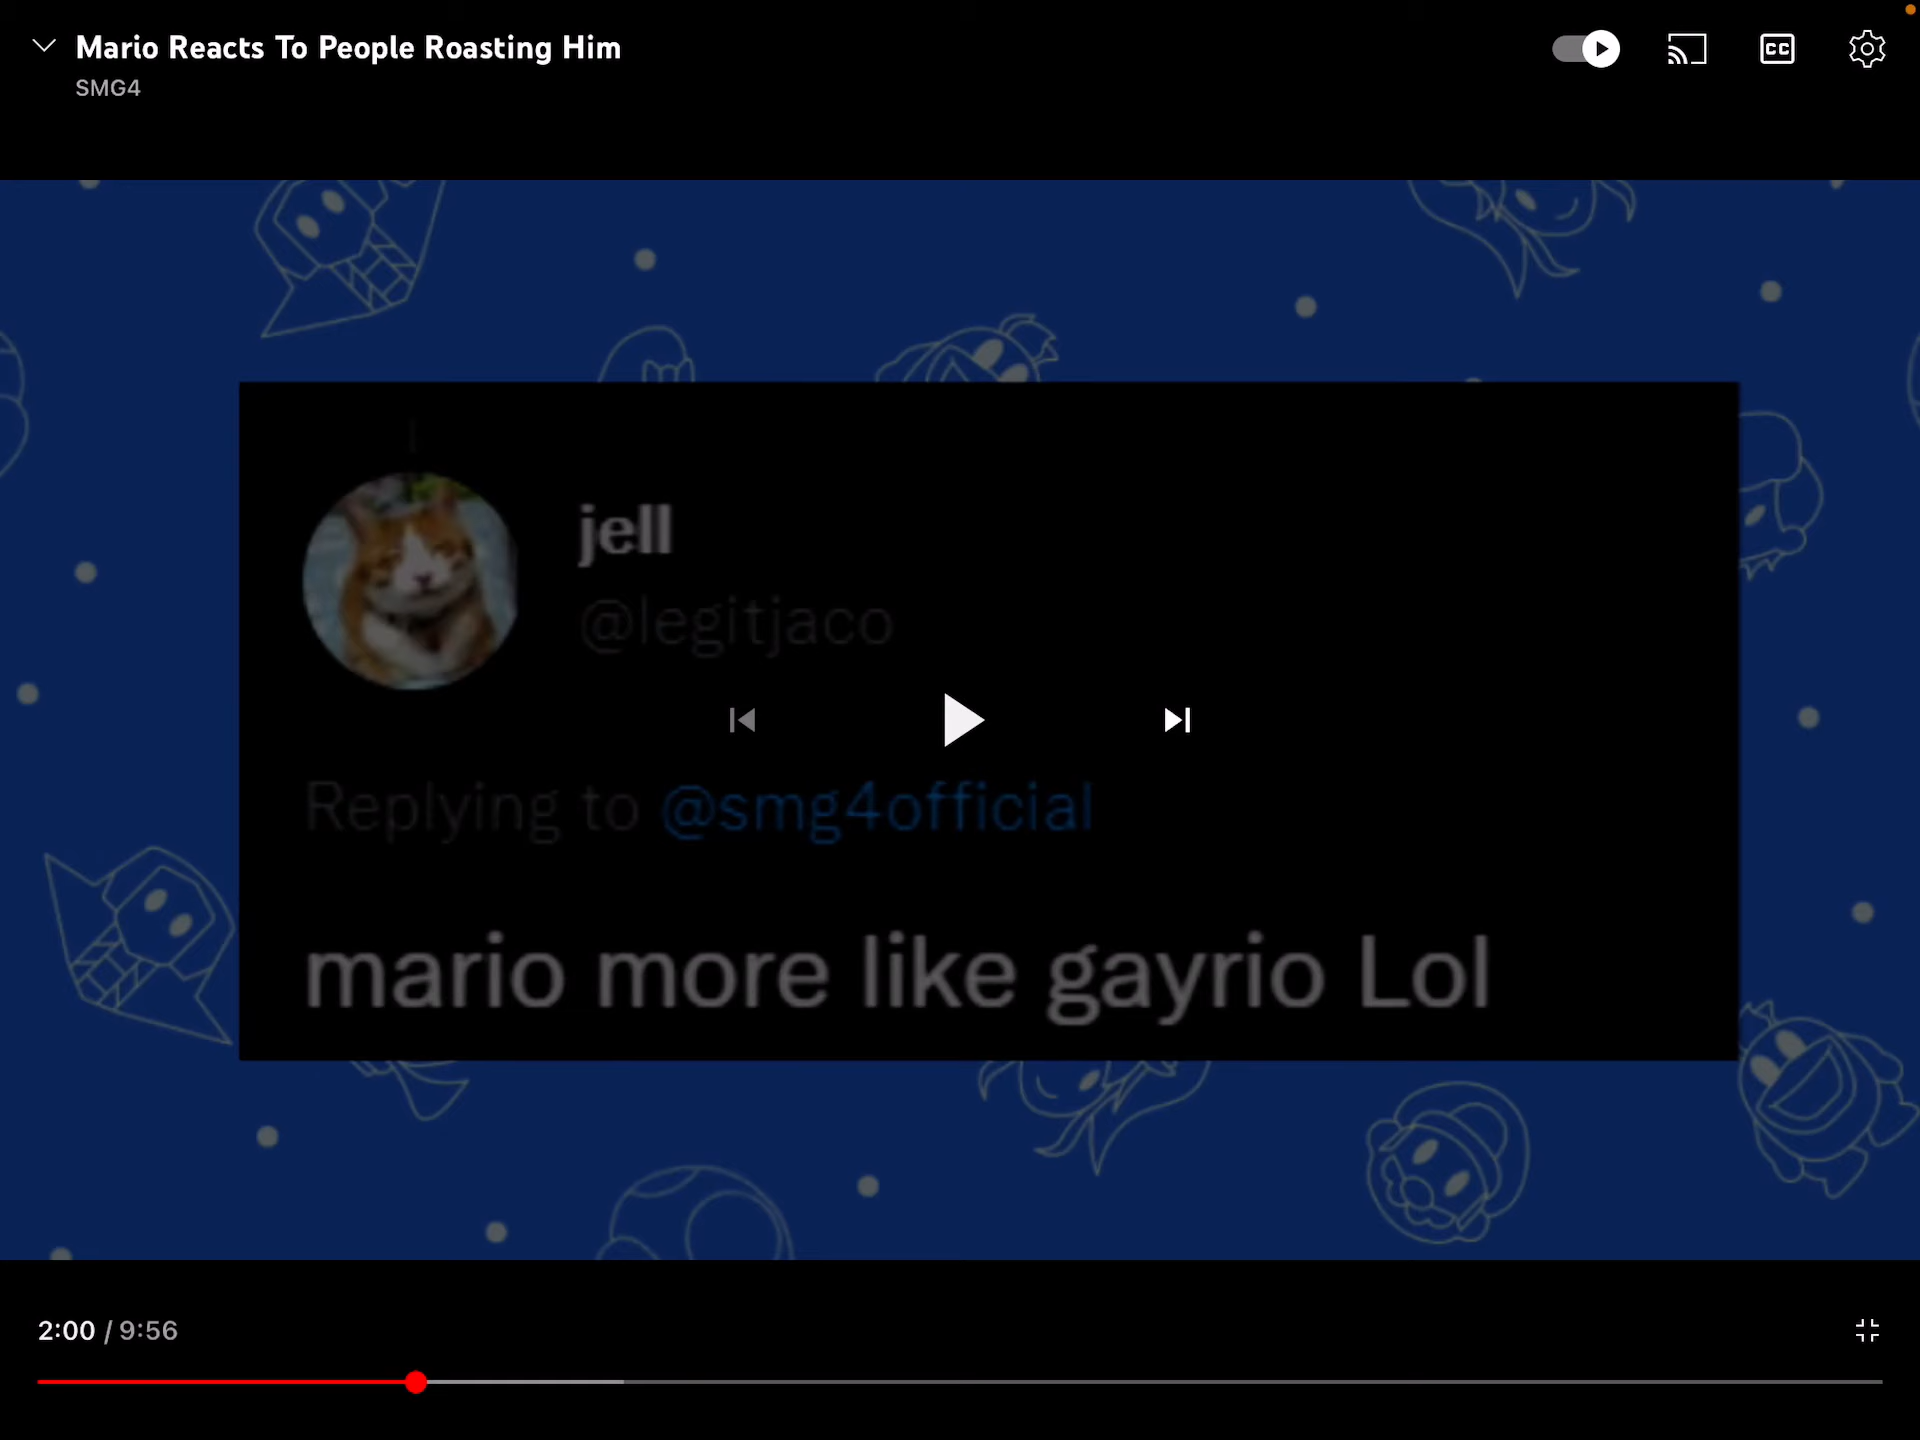 Mario Reacts To People Roasting Him
SMG4
CC
jell
@legitjaco
Replying to @smg4official
mario more like gayrio Lol
2:00 / 9:56